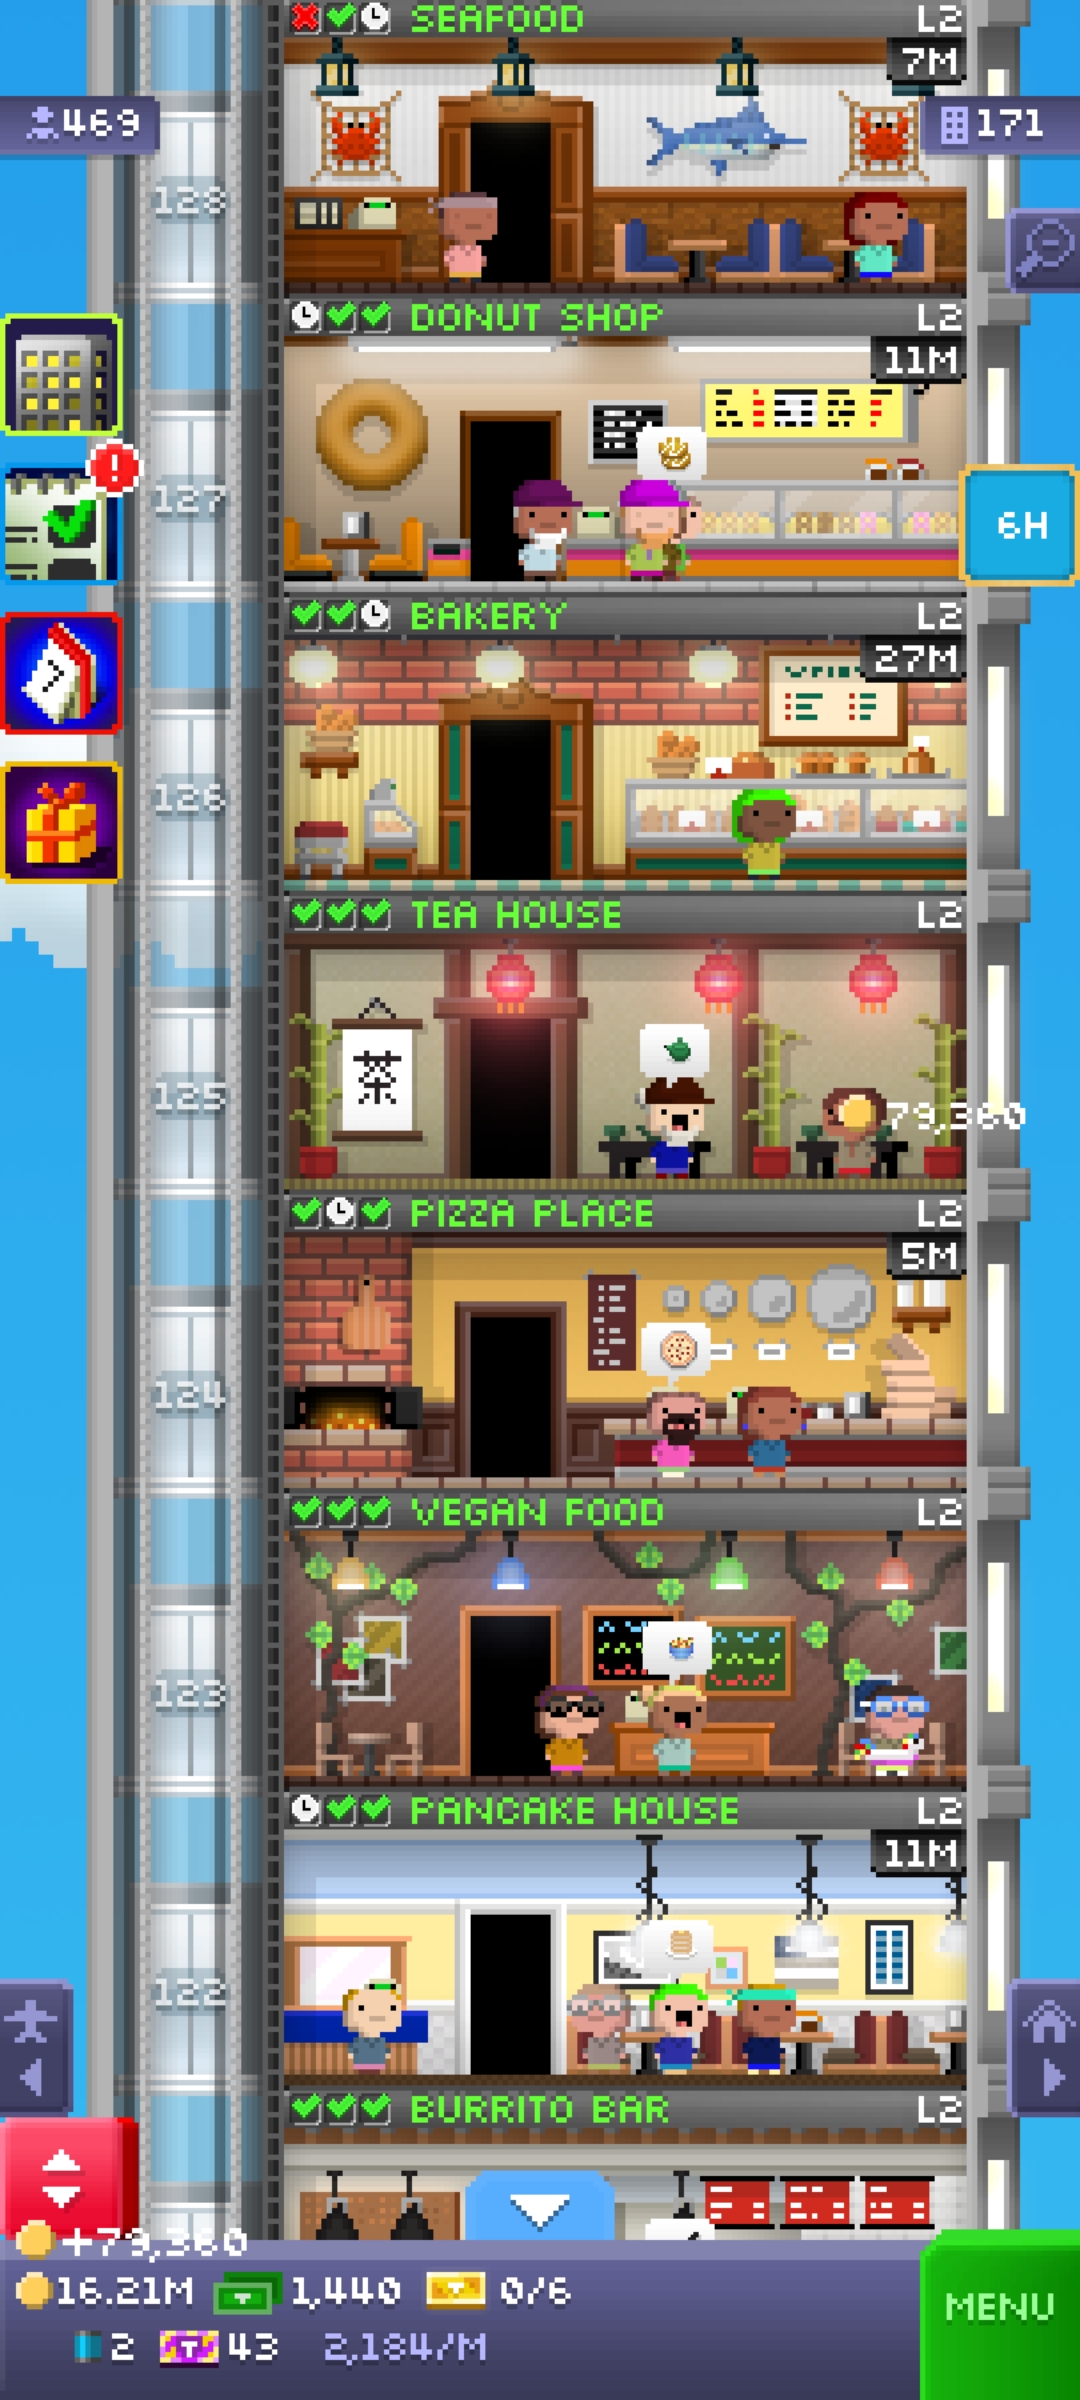 SEAFOOD L2
7M
469
171
128
DONUT SHOP L2
11M
127
6H
BAKERY L2
27M
126
TEA HOUSE L2
茶
125
79,360
PIZZA PLACE L2
5M
124
VEGAN FOOD L2
123
PANCAKE HOUSE L2
11M
122
BURRITO BAR L2
+79,360
16.21M 1,440 0/6
MENU
2 43 2,184/M